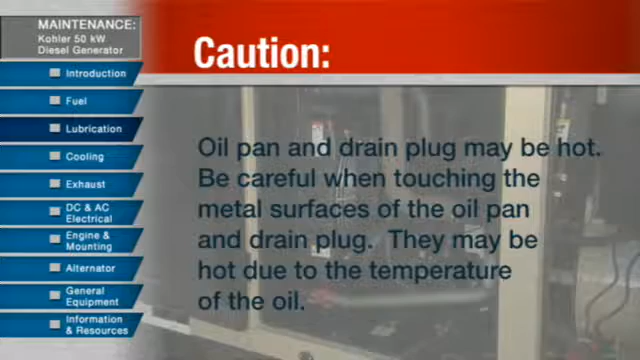 MAINTENANCE:
Kohler 50 kW
Diesel Generator
Introduction
Fuel
Lubrication
Cooling
Exhaust
DC & AC
Electrical
Engine &
Mounting
Alternator
General
Equipment
Information
& Resources
Caution:
Oil pan and drain plug may be hot.
Be careful when touching the
metal surfaces of the oil pan
and drain plug. They may be
hot due to the temperature
of the oil.